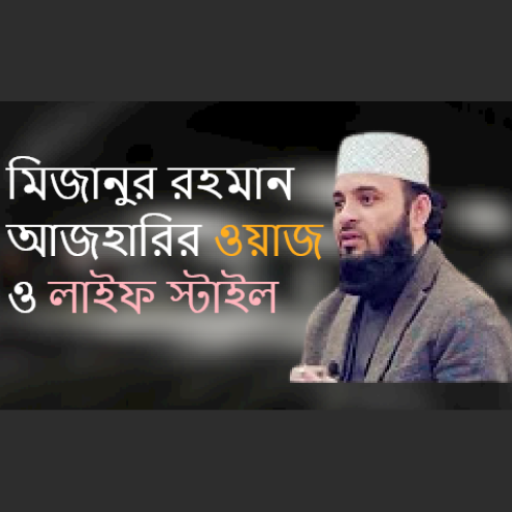 মিজানুর রহমান
আজহারির ওয়াজ
ও লাইফ স্টাইল